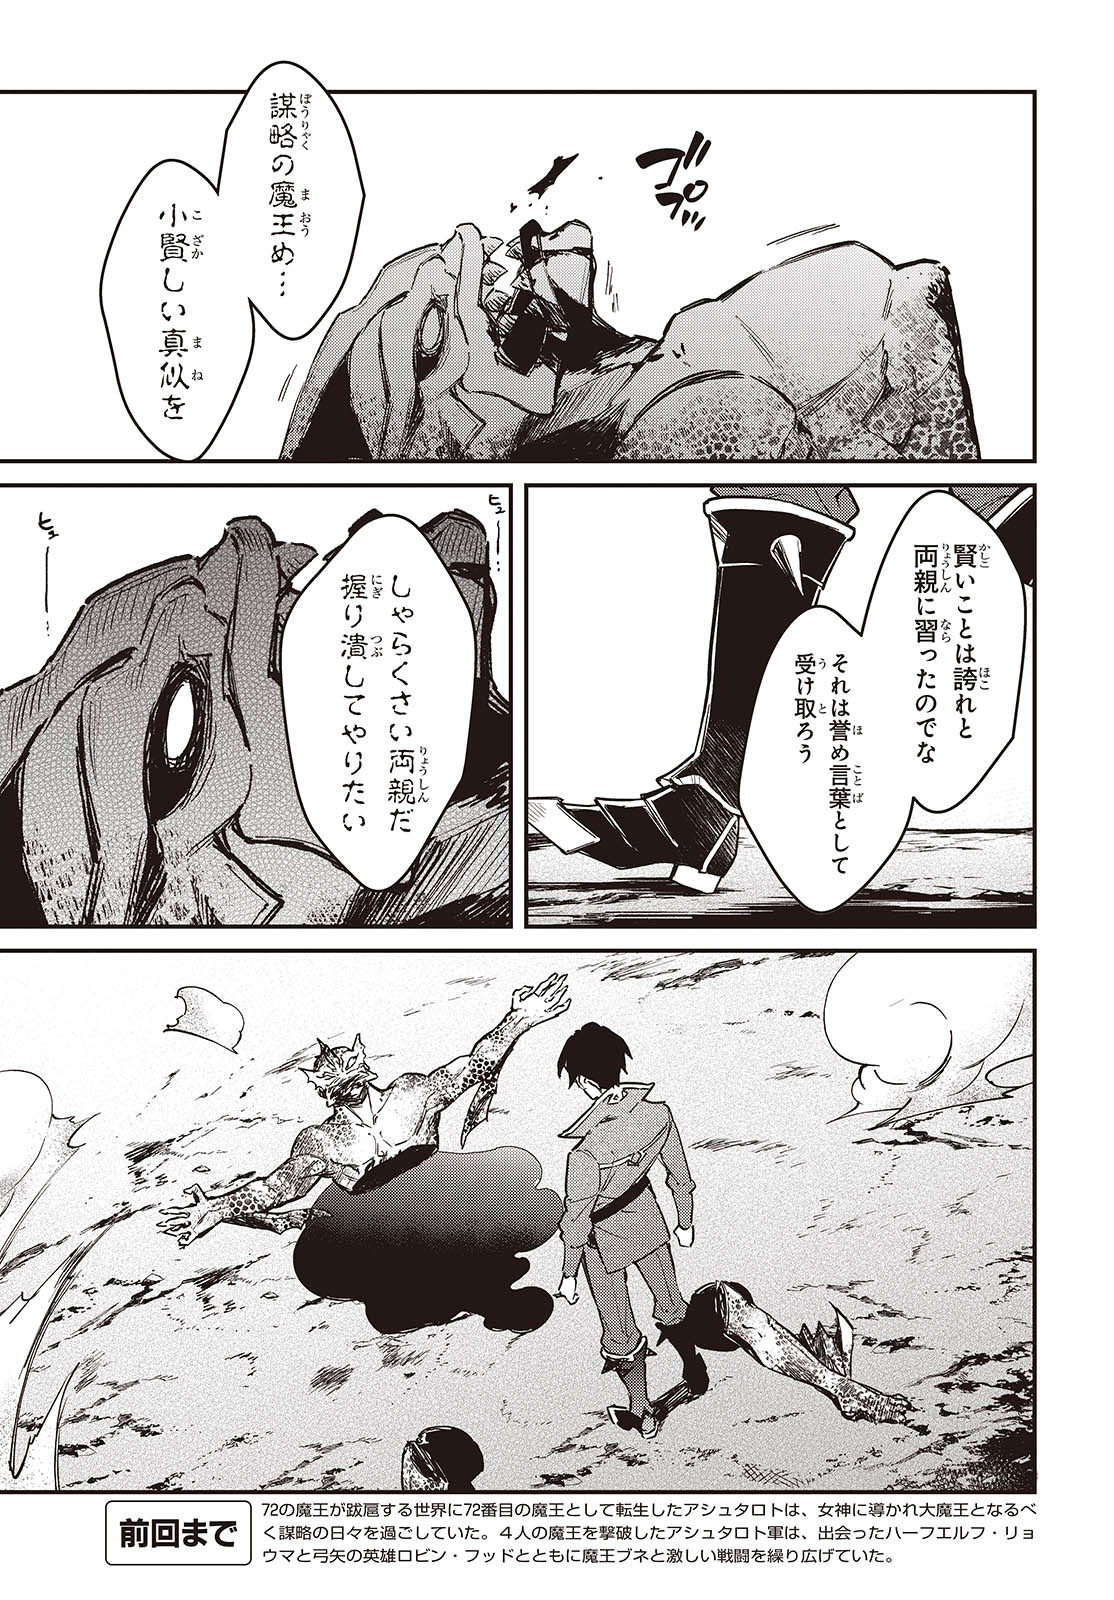 ゴプッ
謀略の魔王め…
小賢しい真似を
賢いことは誇れと
両親に習ったのでな
それは誉め言葉として
受け取ろう
しゃらくさい両親だ
握り潰してやりたい
ヒュー
ヒュー
前回まで
72の魔王が跋扈する世界に72番目の魔王として転生したアシュタロトは、女神に導かれ大魔王となるべ
く謀略の日々を過ごしていた。4人の魔王を撃破したアシュタロト軍は、出会ったハーフエルフ・リョ
ウマと弓矢の英雄ロビン・フッドとともに魔王ブネと激しい戦闘を繰り広げていた。